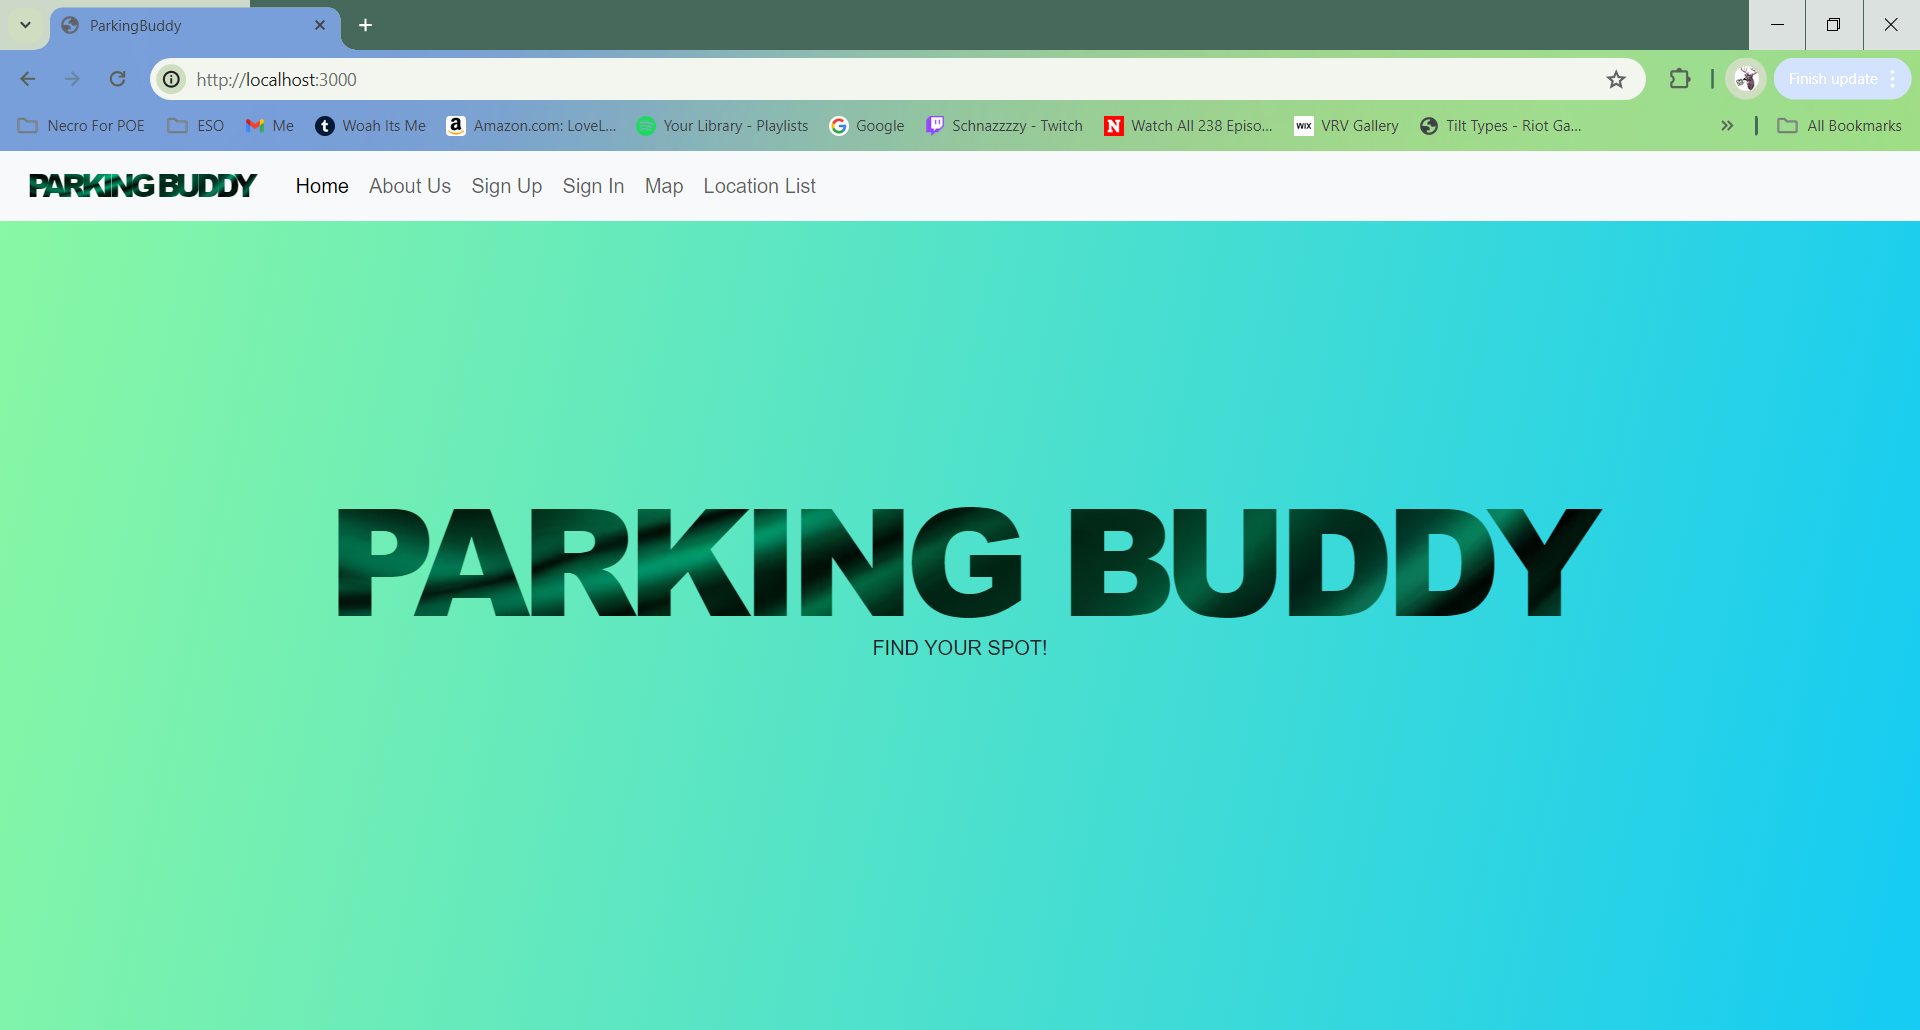 ParkingBuddy
http://localhost:3000
Finish update
Necro For POE ESO Me Woah Its Me Amazon.com: LoveL... Your Library - Playlists Google Schnazzzzy - Twitch Watch All 238 Episo... VRV Gallery Tilt Types - Riot Ga... All Bookmarks
PARKING BUDDY Home About Us Sign Up Sign In Map Location List
PARKING BUDDY
FIND YOUR SPOT!